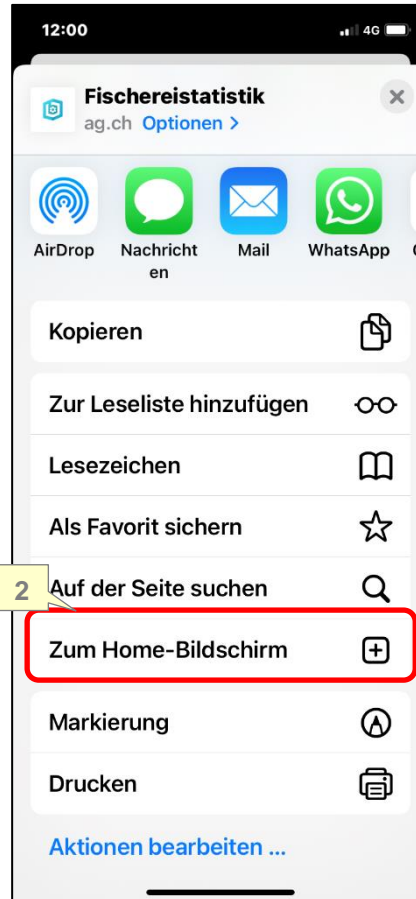 12:00
4G
Fischereistatistik
ag.ch Optionen >
AirDrop
Nachricht
en
Mail
WhatsApp
Kopieren
Zur Leseliste hinzufügen
Lesezeichen
Als Favorit sichern
2
Auf der Seite suchen
Zum Home-Bildschirm
Markierung
Drucken
Aktionen bearbeiten ...